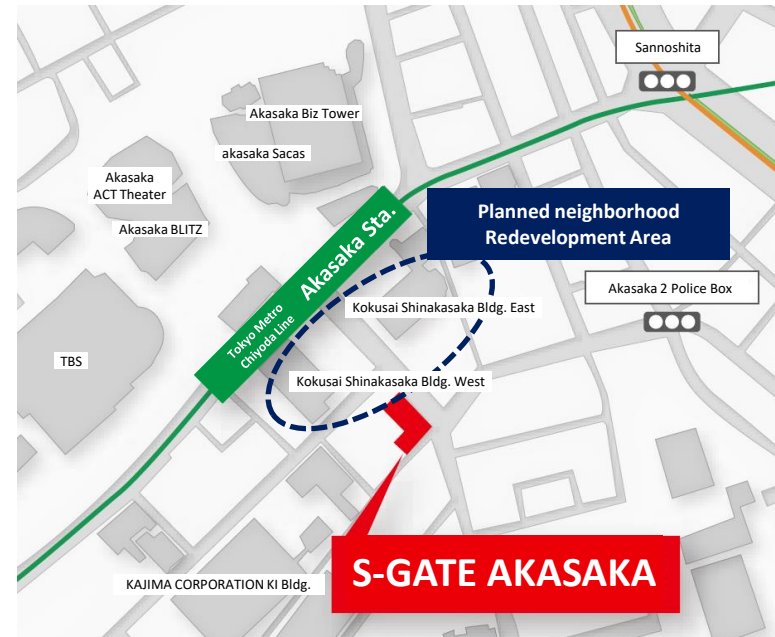 Sannoshita
Akasaka Biz Tower
akasaka Sacas
Akasaka
ACT Theater
Akasaka BLITZ
Akasaka Sta.
Tokyo Metro
Chiyoda Line
Planned neighborhood
Redevelopment Area
Akasaka 2 Police Box
Kokusai Shinakasaka Bldg. East
TBS
Kokusai Shinakasaka Bldg. West
S-GATE AKASAKA
KAJIMA CORPORATION KI Bldg.